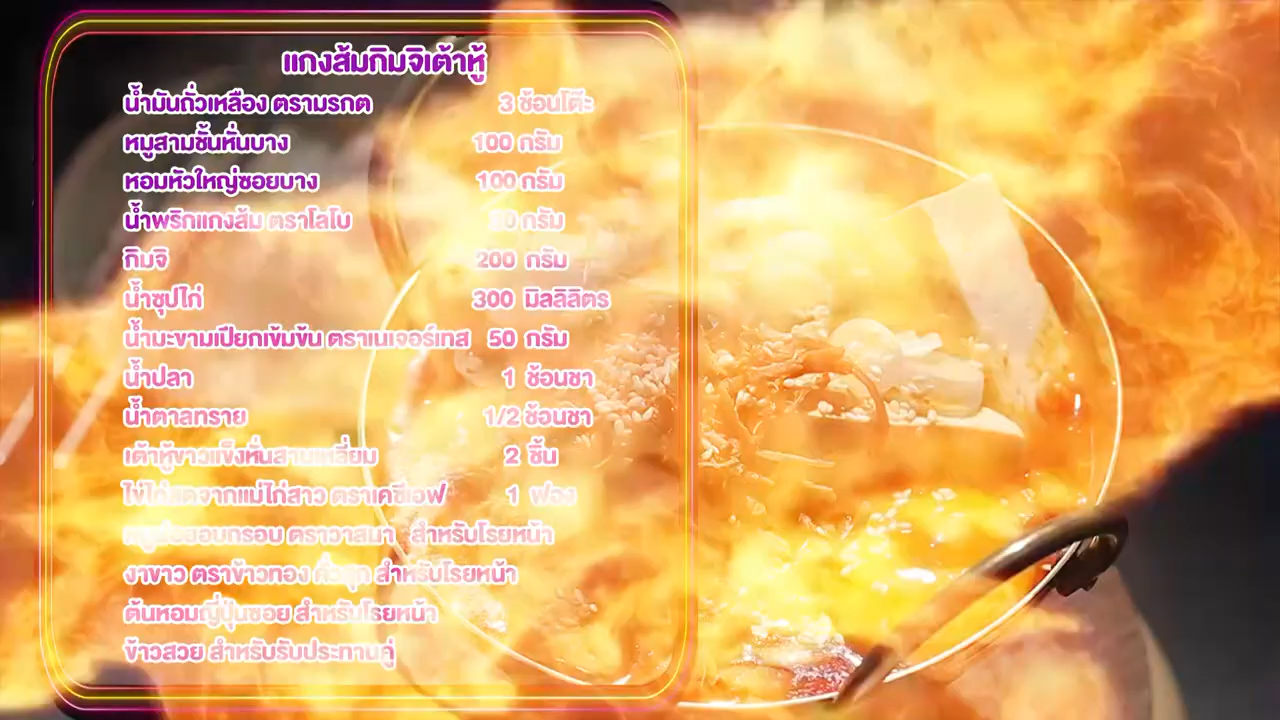 แกงส้มกิมจิเต้าหู้
น้ำมันถั่วเหลือง ตรามรกต 3 ช้อนโต๊ะ
หมูสามชั้นหั่นบาง 100 กรัม
หอมหัวใหญ่ซอยบาง 100 กรัม
น้ำพริกแกงส้ม ตราโลโบ กรัม
กิมจิ 200 กรัม
น้ำซุปไก่ 300 มิลลิลิตร
น้ำมะขามเปียกเข้มข้น ตราเนเจอร์เทส 50 กรัม
น้ำปลา 1 ช้อนชา
น้ำตาลทราย 1/2 ช้อนชา
เต้าหู้ขาวแข็งหั่นสามเหลี่ยม 2 ชิ้น
ไข่ไก่สดจากแม่ไก่สาว ตราเคซีเอฟ 1 ฟอง
ตราวาสนา สำหรับโรยหน้า
งาขาว ตราข้าวทอง คั่วสุก สำหรับโรยหน้า
ต้นหอมญี่ปุ่นซอย สำหรับโรยหน้า
ข้าวสวย สำหรับรับประทานคู่